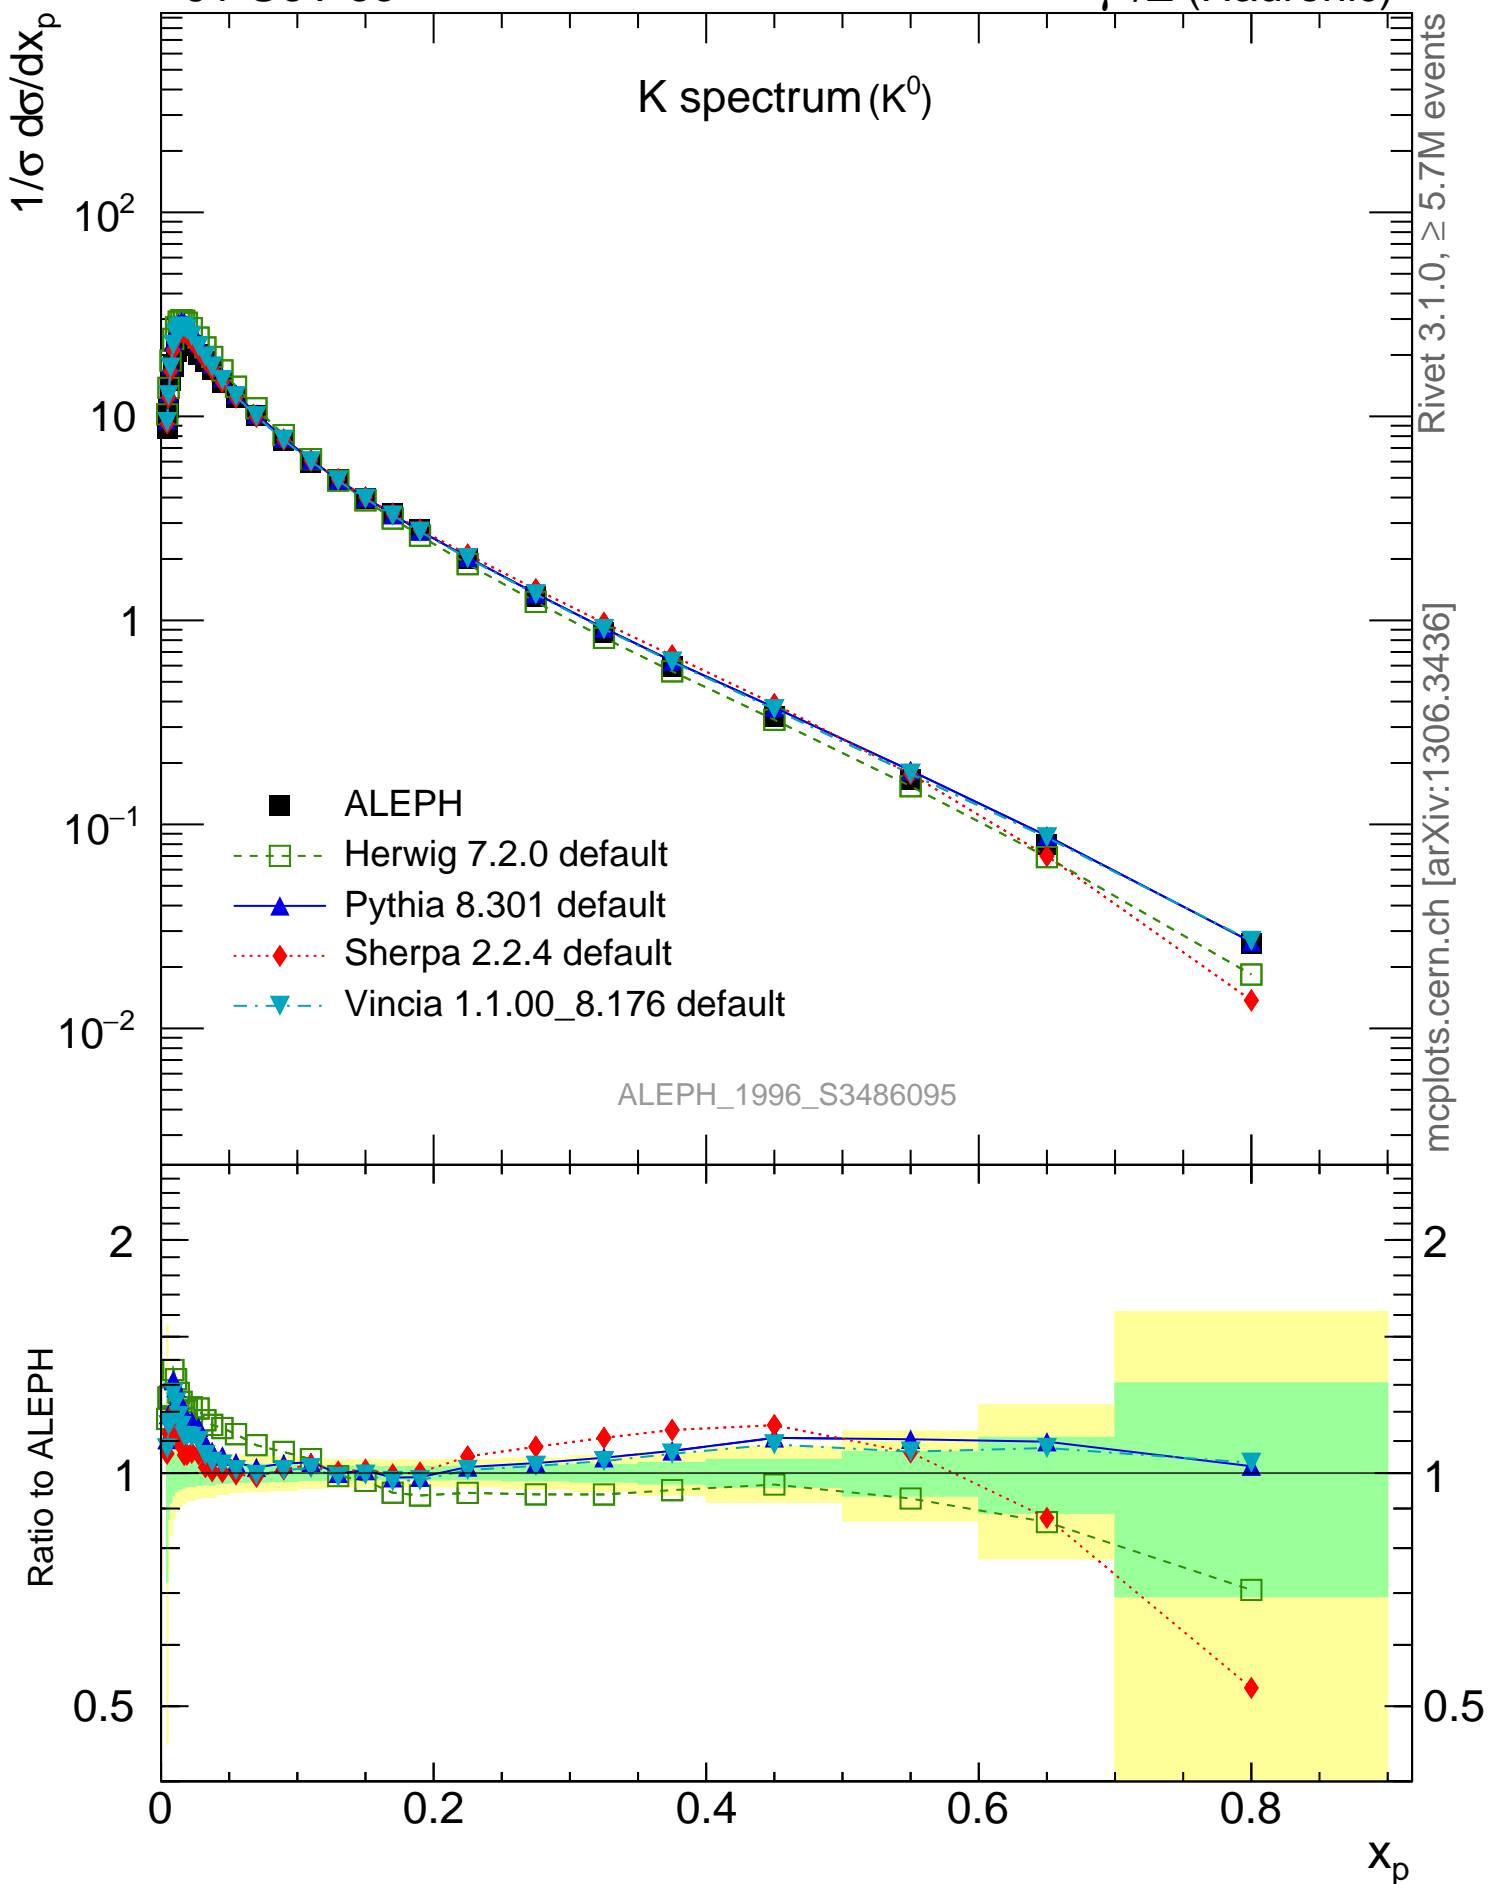 1/σ dσ/dxp
K spectrum (K⁰)
10²
10
1
10⁻¹
10⁻²
ALEPH
Herwig 7.2.0 default
Pythia 8.301 default
Sherpa 2.2.4 default
Vincia 1.1.00_8.176 default
ALEPH_1996_S3486095
Rivet 3.1.0, ≥ 5.7M events
mcplots.cern.ch [arXiv:1306.3436]
Ratio to ALEPH
2
1
0.5
2
1
0.5
0 0.2 0.4 0.6 0.8
xp